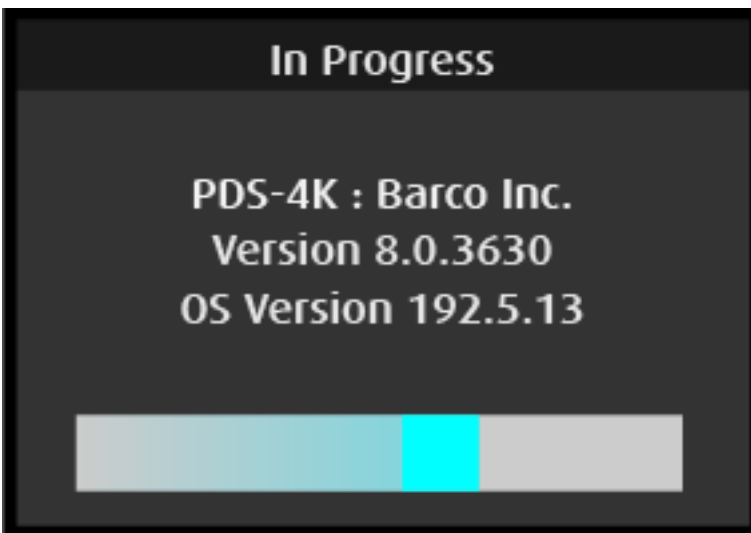 In Progress
PDS-4K : Barco Inc.
Version 8.0.3630
OS Version 192.5.13